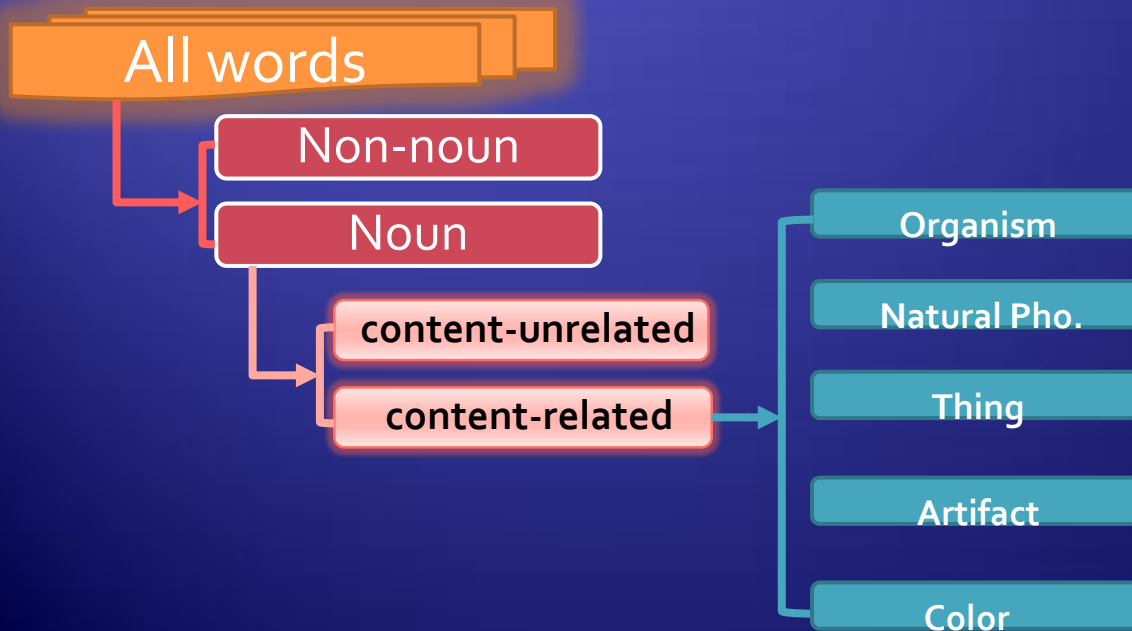 All words
Non-noun
Noun
content-unrelated
content-related
Organism
Natural Pho.
Thing
Artifact
Color